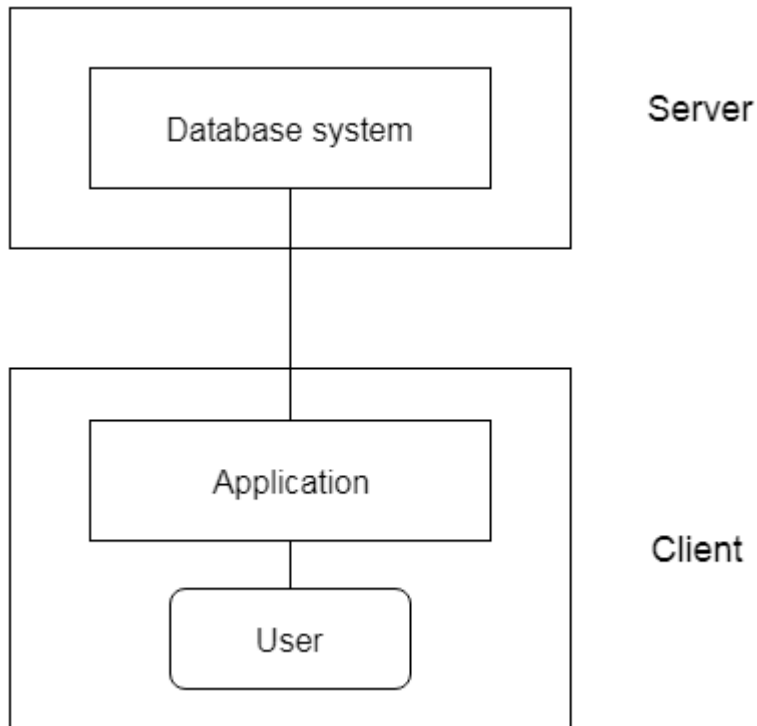 Database system
Server
Application
Client
User